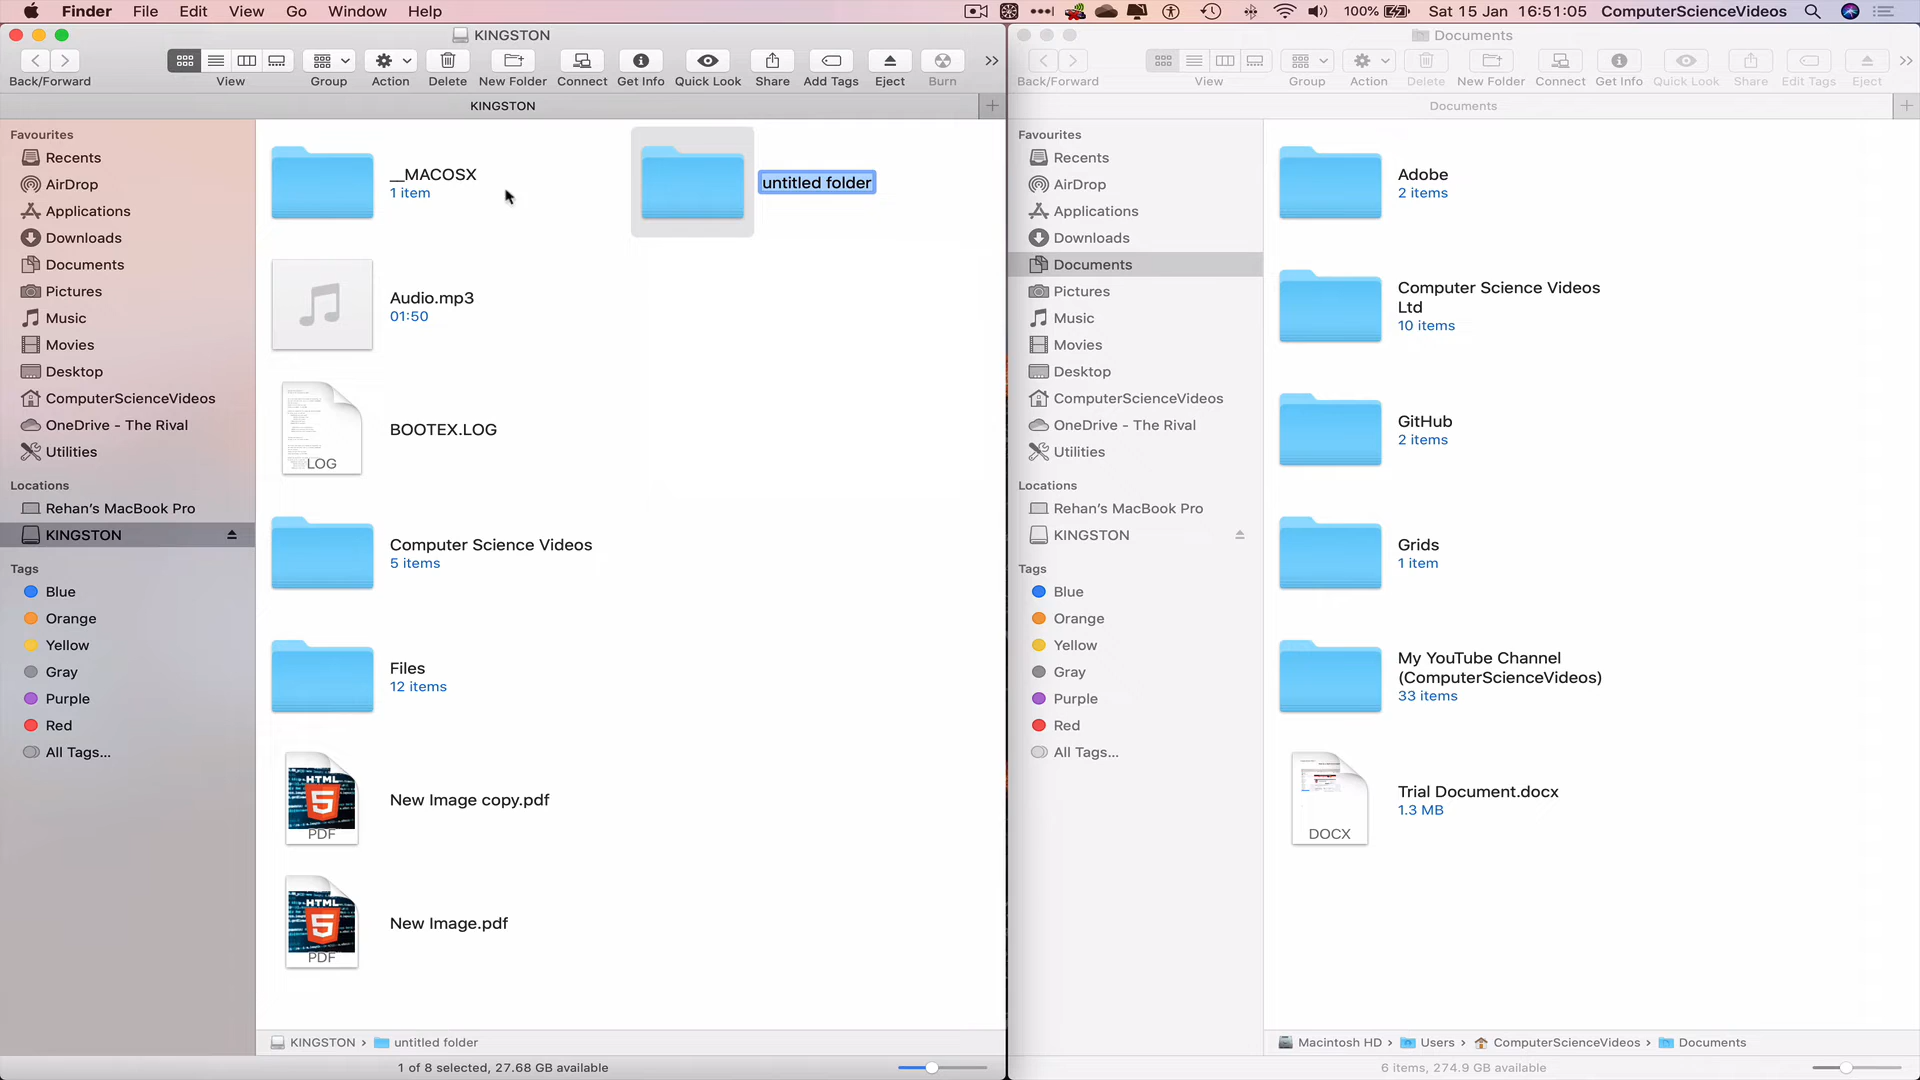 Finder File Edit View Go Window Help
100% Sat 15 Jan 16:51:05 ComputerScienceVideos
KINGSTON
Back/Forward View Group Action Delete New Folder Connect Get Info Quick Look Share Add Tags Eject Burn
KINGSTON
Favourites
Recents
AirDrop
Applications
Downloads
Documents
Pictures
Music
Movies
Desktop
ComputerScienceVideos
OneDrive - The Rival
Utilities
Locations
Rehan's MacBook Pro
KINGSTON
Tags
Blue
Orange
Yellow
Gray
Purple
Red
All Tags...
__MACOSX
1 item
untitled folder
Audio.mp3
01:50
LOG
BOOTEX.LOG
Computer Science Videos
5 items
Files
12 items
HTML
5
PDF
New Image copy.pdf
HTML
5
PDF
New Image.pdf
KINGSTON › untitled folder
1 of 8 selected, 27.68 GB available
Documents
Back/Forward View Group Action Delete New Folder Connect Get Info Quick Look Share Edit Tags Eject
Documents
Favourites
Recents
AirDrop
Applications
Downloads
Documents
Pictures
Music
Movies
Desktop
ComputerScienceVideos
OneDrive - The Rival
Utilities
Locations
Rehan's MacBook Pro
KINGSTON
Tags
Blue
Orange
Yellow
Gray
Purple
Red
All Tags...
Adobe
2 items
Computer Science Videos
Ltd
10 items
GitHub
2 items
Grids
1 item
My YouTube Channel
(ComputerScienceVideos)
33 items
DOCX
Trial Document.docx
1.3 MB
Macintosh HD › Users › ComputerScienceVideos › Documents
6 items, 274.9 GB available